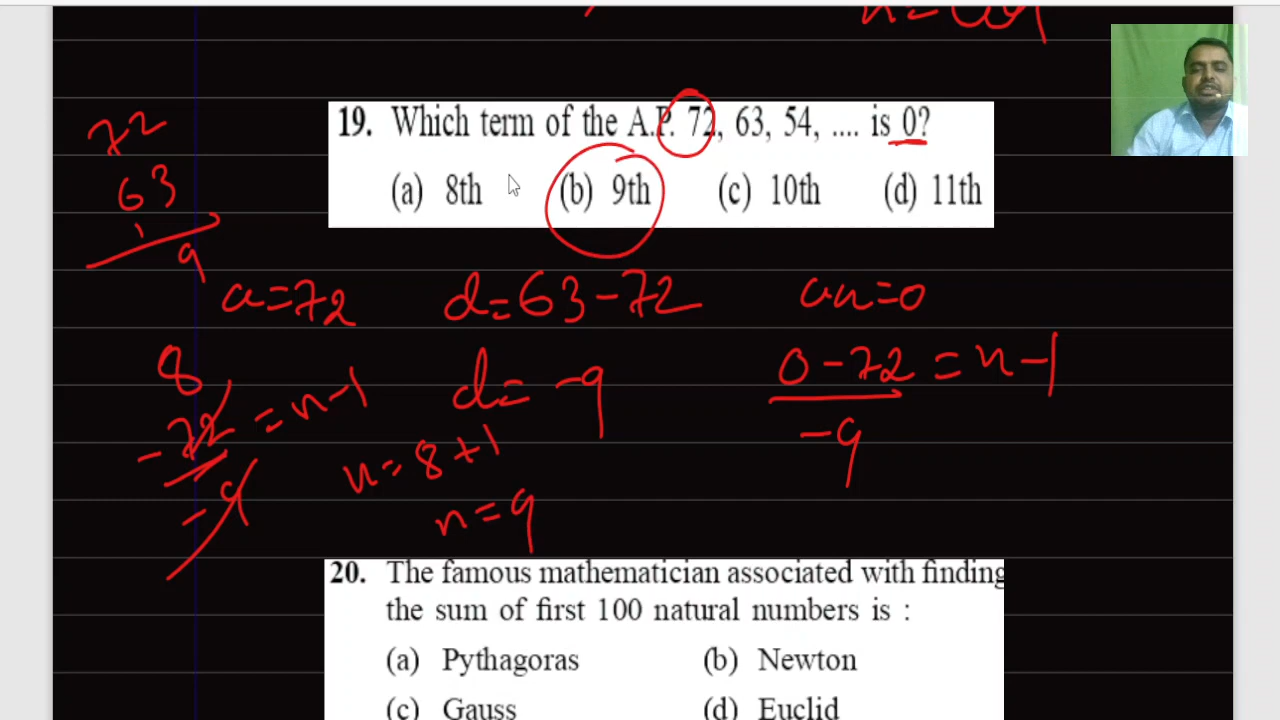 19. Which term of the A.P. 72, 63, 54, .... is 0?
(a) 8th (b) 9th (c) 10th (d) 11th
72
63
9
a=72 d=63-72 an=0
8
-72 = n-1
-9
d= -9
0-72 = n-1
-9
n= 8+1
n=9
20. The famous mathematician associated with finding
the sum of first 100 natural numbers is :
(a) Pythagoras (b) Newton
(c) Gauss (d) Euclid